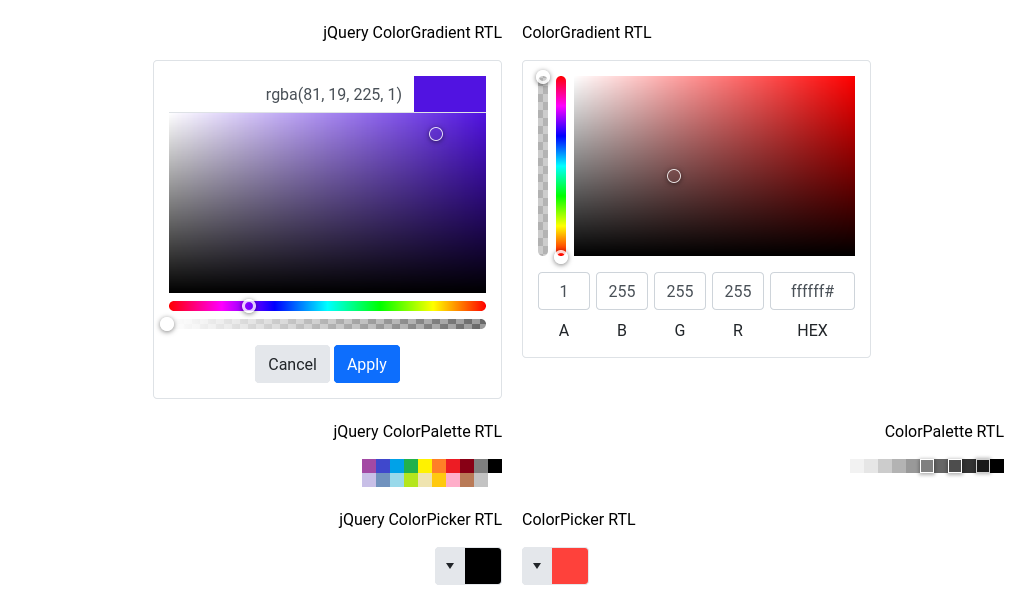 jQuery ColorGradient RTL
ColorGradient RTL
rgba(81, 19, 225, 1)
1 255 255 255 ffffff#
A B G R HEX
Cancel Apply
jQuery ColorPalette RTL
ColorPalette RTL
jQuery ColorPicker RTL
ColorPicker RTL